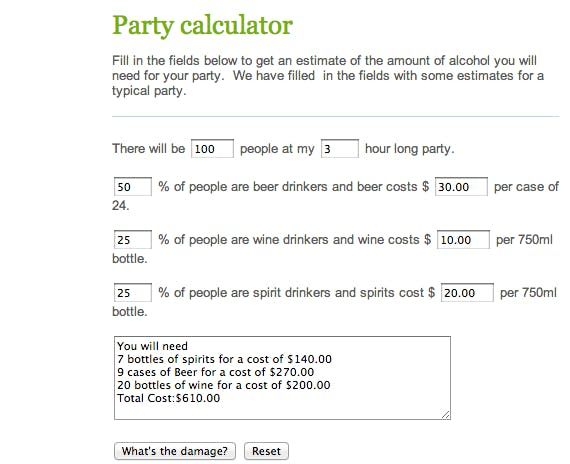 Party calculator
Fill in the fields below to get an estimate of the amount of alcohol you will
need for your party. We have filled in the fields with some estimates for a
typical party.
There will be 100 people at my 3 hour long party.
50 % of people are beer drinkers and beer costs $ 30.00 per case of
24.
25 % of people are wine drinkers and wine costs $ 10.00 per 750ml
bottle.
25 % of people are spirit drinkers and spirits cost $ 20.00 per 750ml
bottle.
You will need
7 bottles of spirits for a cost of $140.00
9 cases of Beer for a cost of $270.00
20 bottles of wine for a cost of $200.00
Total Cost:$610.00
What's the damage? Reset